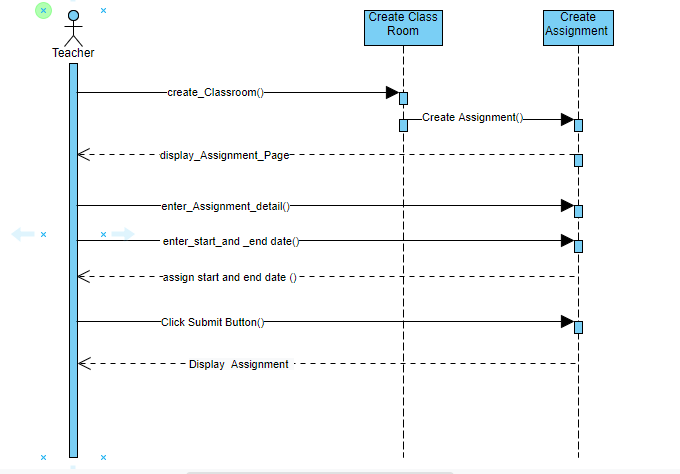 Create Class
Room
Create
Assignment
Teacher
create_Classroom()
Create Assignment()
display_Assignment_Page
enter_Assignment_detail()
enter_start_and _end date()
assign start and end date ()
Click Submit Button()
Display Assignment